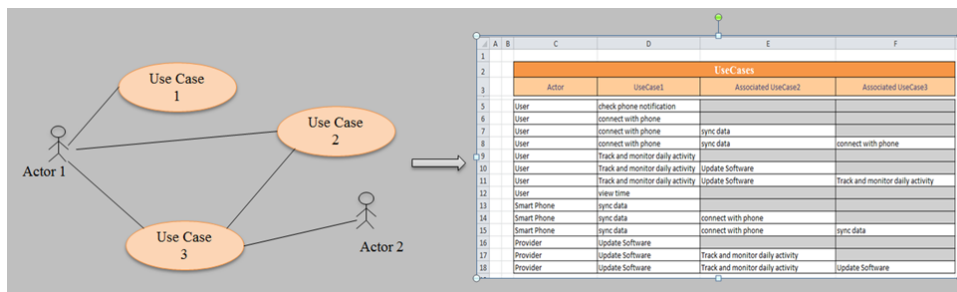 Use Case
1
Use Case
2
Actor 1
Use Case
3
Actor 2
A B C D E F
1
2 UseCases
3 Actor UseCase1 Associated UseCase2 Associated UseCase3
5 User check phone notification
6 User connect with phone
7 User connect with phone sync data
8 User connect with phone sync data connect with phone
9 User Track and monitor daily activity
10 User Track and monitor daily activity Update Software
11 User Track and monitor daily activity Update Software Track and monitor daily activity
12 User view time
13 Smart Phone sync data
14 Smart Phone sync data connect with phone
15 Smart Phone sync data connect with phone sync data
16 Provider Update Software
17 Provider Update Software Track and monitor daily activity
18 Provider Update Software Track and monitor daily activity Update Software